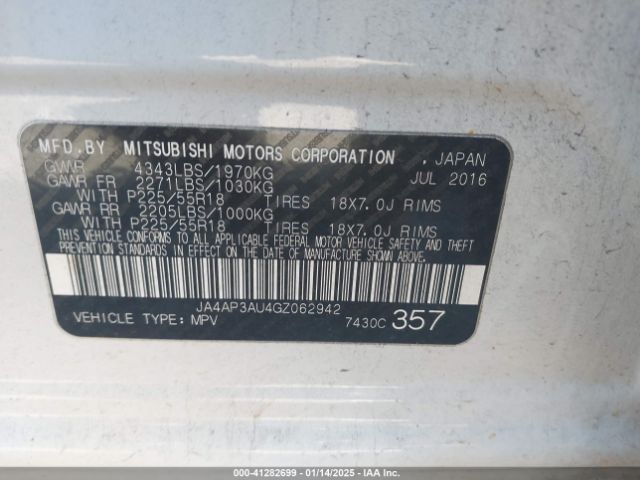 MFD.BY MITSUBISHI MOTORS CORPORATION . JAPAN
GVWR 4343LBS/1970KG JUL 2016
GAWR FR 2271LBS/1030KG
WITH P225/55R18 TIRES 18X7.0J RIMS
GAWR RR 2205LBS/1000KG
WITH P225/55R18 TIRES 18X7.0J RIMS
THIS VEHICLE CONFORMS TO ALL APPLICABLE FEDERAL MOTOR VEHICLE SAFETY AND THEFT
PREVENTION STANDARDS IN EFFECT ON THE DATE OF MANUFACTURE SHOWN ABOVE.
JA4AP3AU4GZ062942
VEHICLE TYPE: MPV 7430C 357
000-41282699 - 01/14/2025 - IAA Inc.